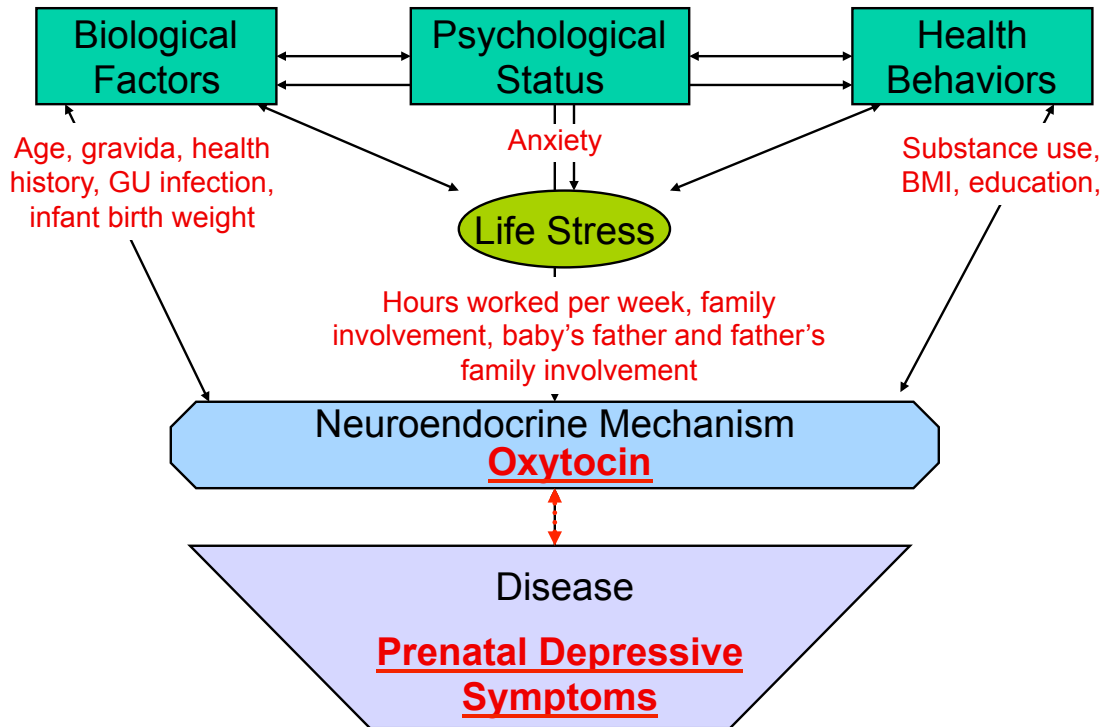 Biological
Factors
Psychological
Status
Health
Behaviors
Age, gravida, health
history, GU infection,
infant birth weight
Anxiety
Substance use,
BMI, education,
Life Stress
Hours worked per week, family
involvement, baby’s father and father’s
family involvement
Neuroendocrine Mechanism
Oxytocin
Disease
Prenatal Depressive
Symptoms